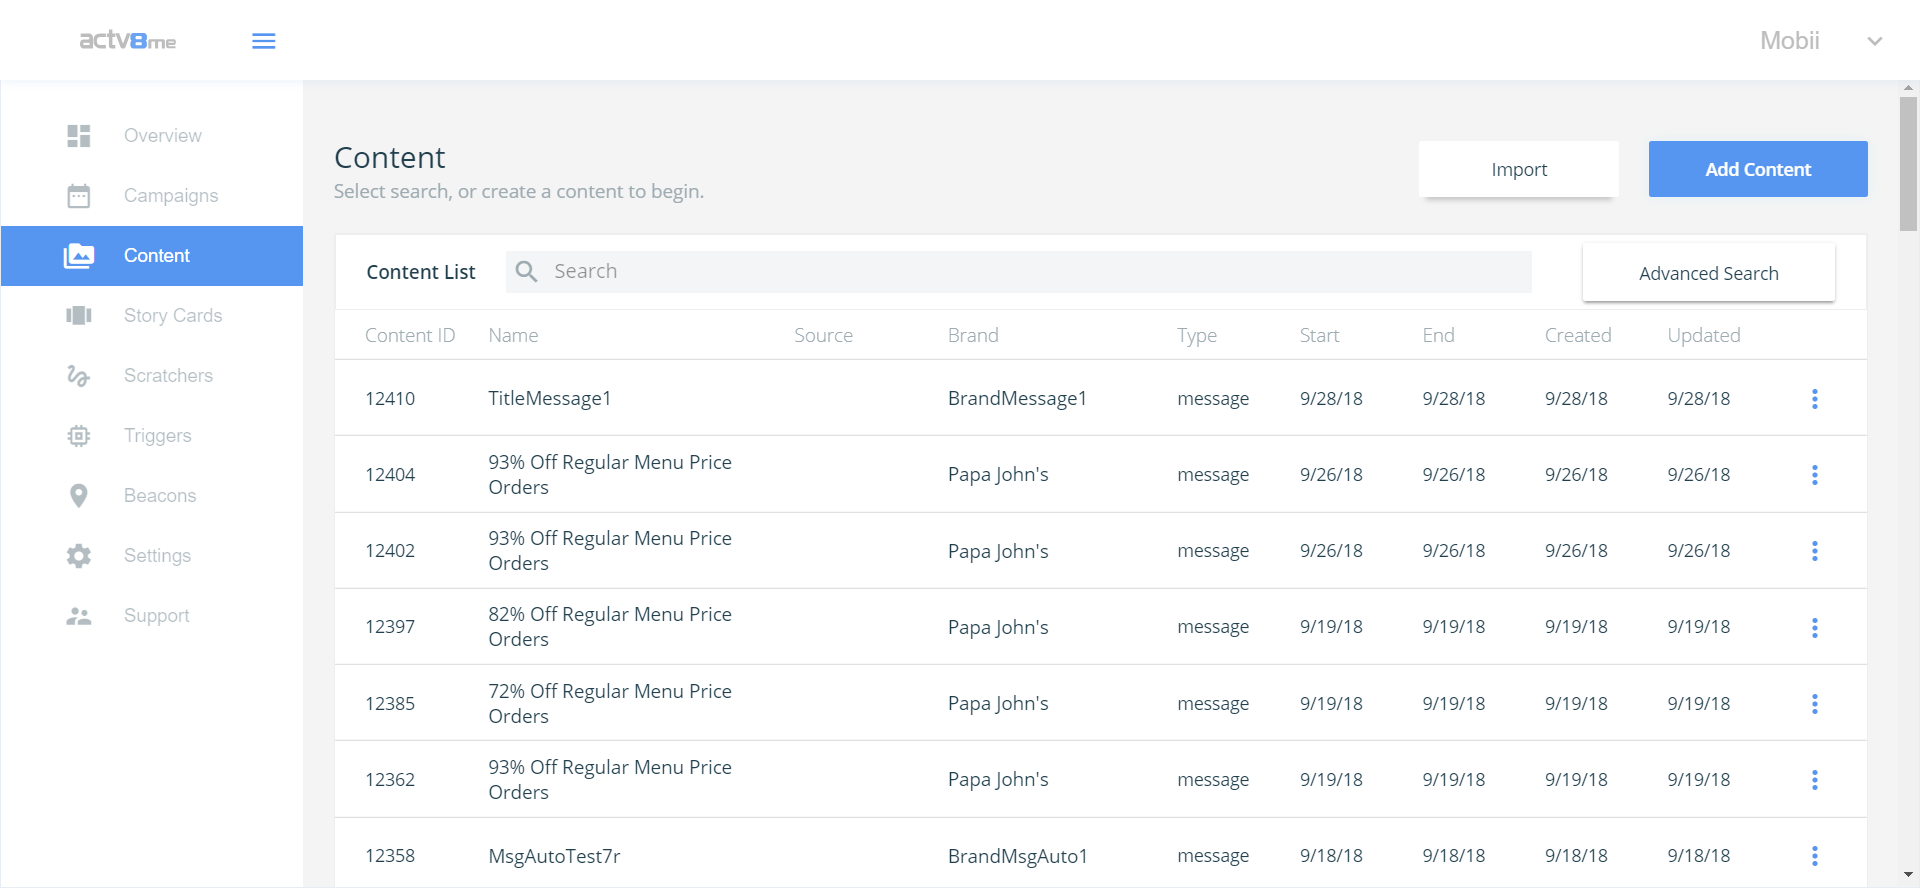 actv8me
Mobii
Overview
Campaigns
Content
Story Cards
Scratchers
Triggers
Beacons
Settings
Support
Content
Select search, or create a content to begin.
Import
Add Content
Content List
Search
Advanced Search
Content ID Name Source Brand Type Start End Created Updated
12410 TitleMessage1 BrandMessage1 message 9/28/18 9/28/18 9/28/18 9/28/18
12404 93% Off Regular Menu Price Papa John's message 9/26/18 9/26/18 9/26/18 9/26/18
Orders
12402 93% Off Regular Menu Price Papa John's message 9/26/18 9/26/18 9/26/18 9/26/18
Orders
12397 82% Off Regular Menu Price Papa John's message 9/19/18 9/19/18 9/19/18 9/19/18
Orders
12385 72% Off Regular Menu Price Papa John's message 9/19/18 9/19/18 9/19/18 9/19/18
Orders
12362 93% Off Regular Menu Price Papa John's message 9/19/18 9/19/18 9/19/18 9/19/18
Orders
12358 MsgAutoTest7r BrandMsgAuto1 message 9/18/18 9/18/18 9/18/18 9/18/18